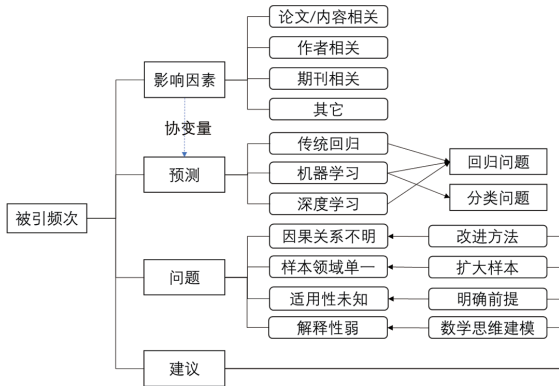 论文/内容相关
作者相关
影响因素
期刊相关
其它
协变量
传统回归
预测
机器学习
深度学习
回归问题
分类问题
被引频次
因果关系不明
改进方法
样本领域单一
扩大样本
问题
适用性未知
明确前提
解释性弱
数学思维建模
建议